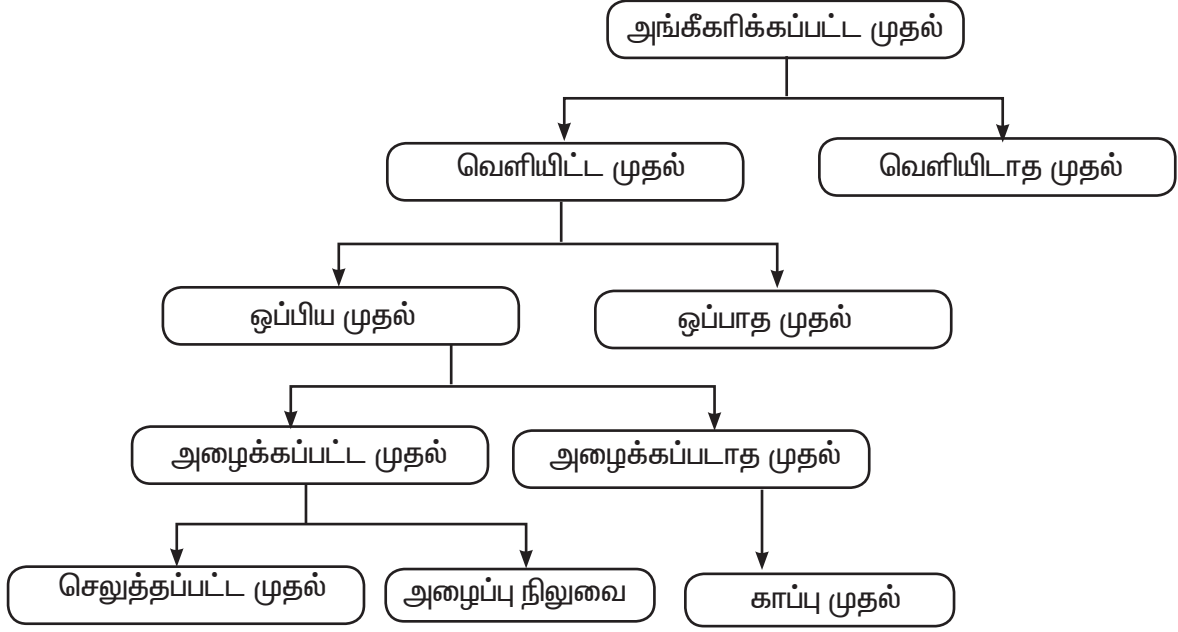 அங்கீகரிக்கப்பட்ட முதல்
வெளியிட்ட முதல்
வெளியிடாத முதல்
ஒப்பிய முதல்
ஒப்பாத முதல்
அழைக்கப்பட்ட முதல்
அழைக்கப்படாத முதல்
செலுத்தப்பட்ட முதல்
அழைப்பு நிலுவை
காப்பு முதல்